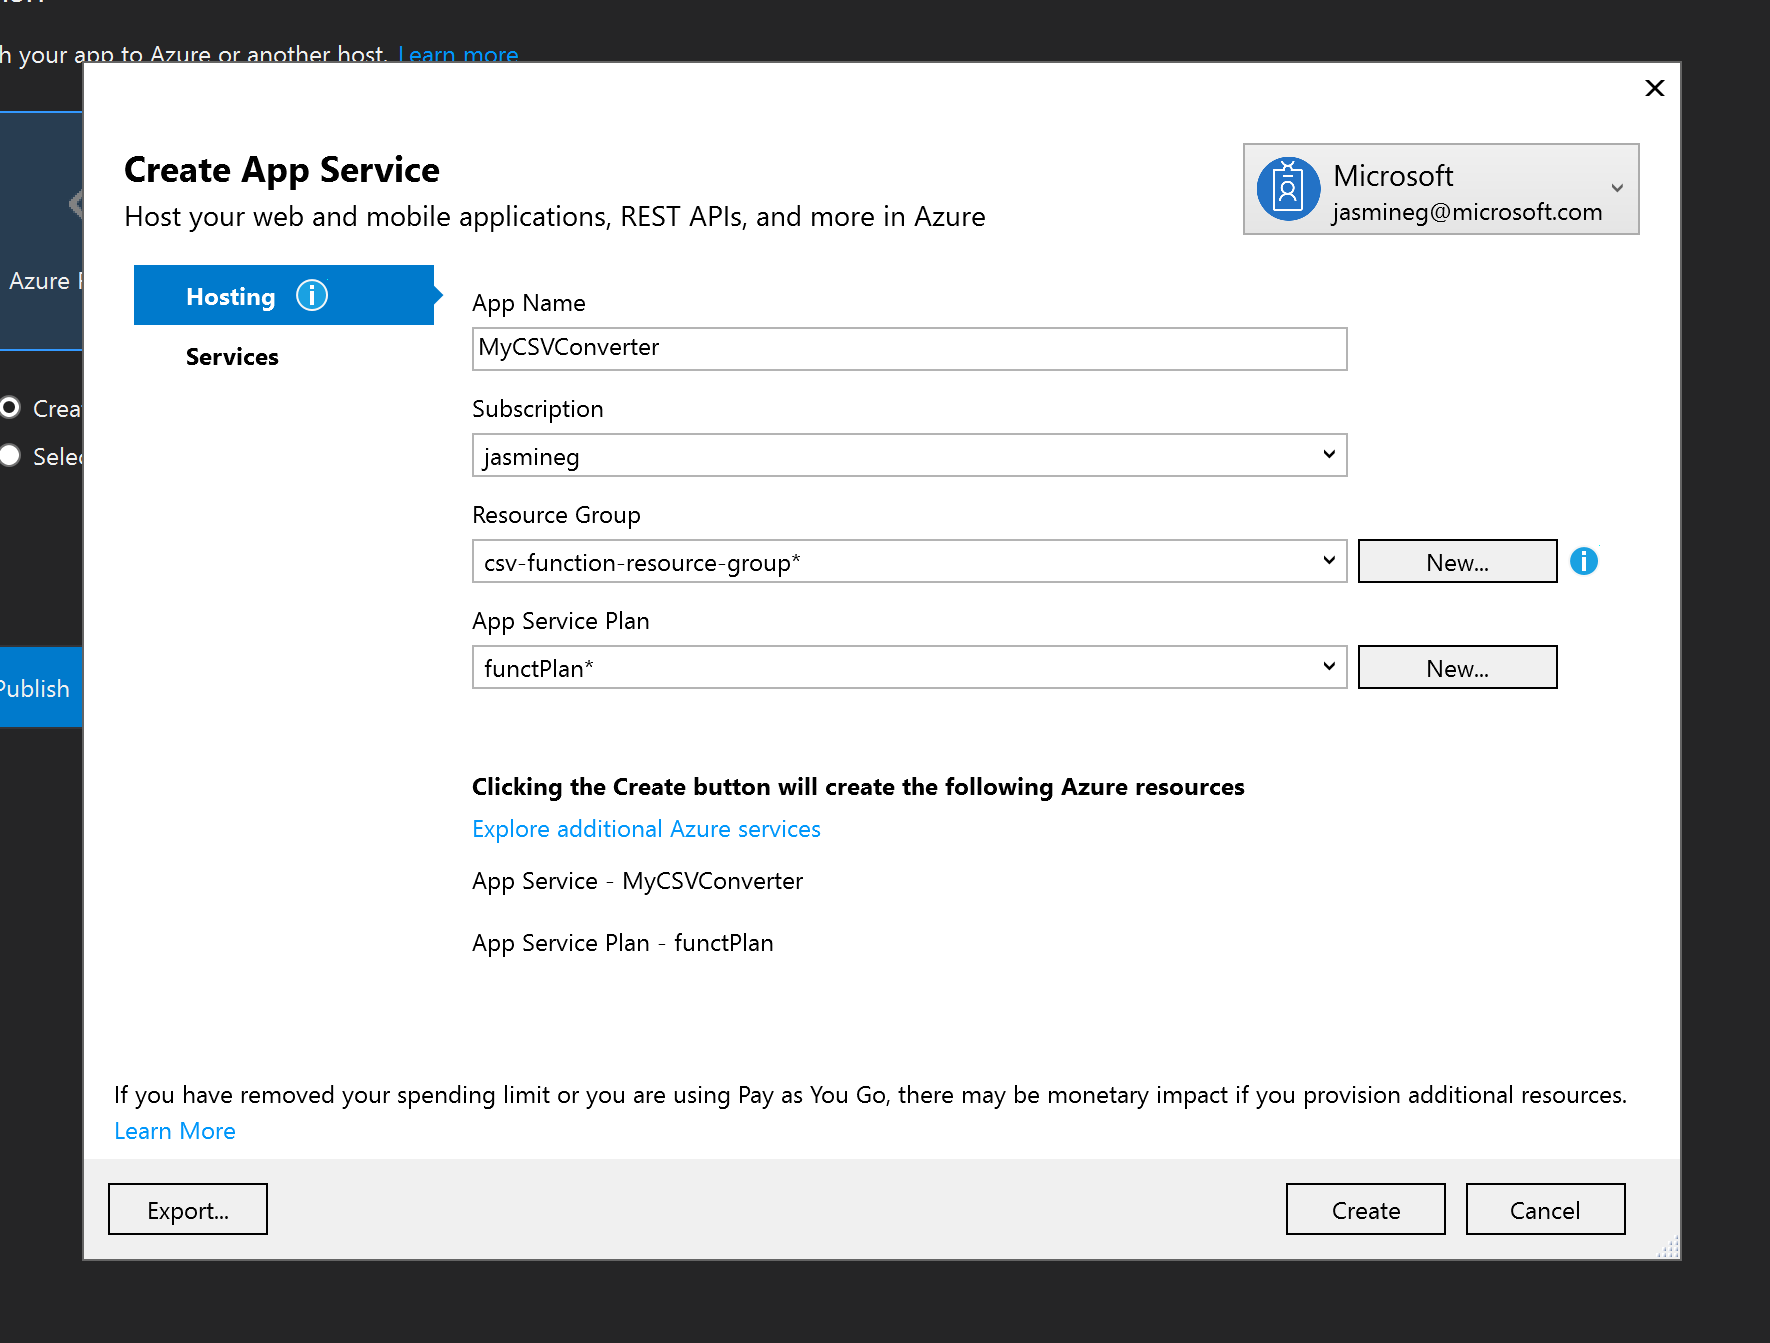 h your app to Azure or another host. Learn more
Create App Service
Host your web and mobile applications, REST APIs, and more in Azure
Microsoft
jasmineg@microsoft.com
Azure
Hosting
Services
App Name
MyCSVConverter
Subscription
jasmineg
Resource Group
csv-function-resource-group*
New...
App Service Plan
functPlan*
New...
Crea
Selec
Publish
Clicking the Create button will create the following Azure resources
Explore additional Azure services
App Service - MyCSVConverter
App Service Plan - functPlan
If you have removed your spending limit or you are using Pay as You Go, there may be monetary impact if you provision additional resources.
Learn More
Export...
Create
Cancel